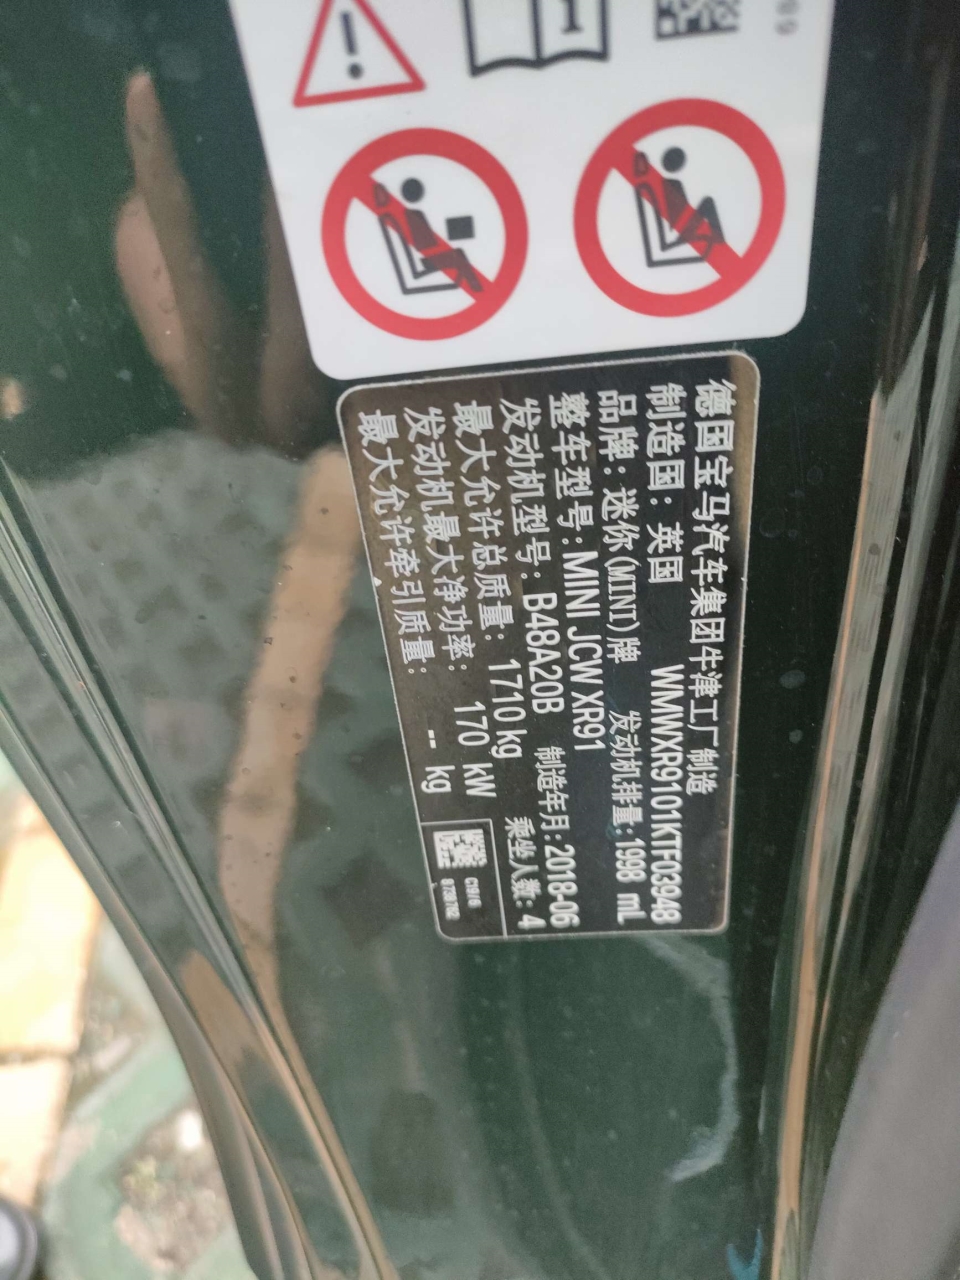 德国宝马汽车集团牛津工厂制造
制造国：英国 WMWXR9101KTF03948
品牌：迷你(MINI)牌 发动机排量：1998 mL
整车型号：MINI JCW XR91
发动机型号：B48A20B 制造年月：2018-06
最大允许总质量：1710 kg 乘坐人数：4
发动机最大净功率：170 kW
最大允许牵引质量：-- kg